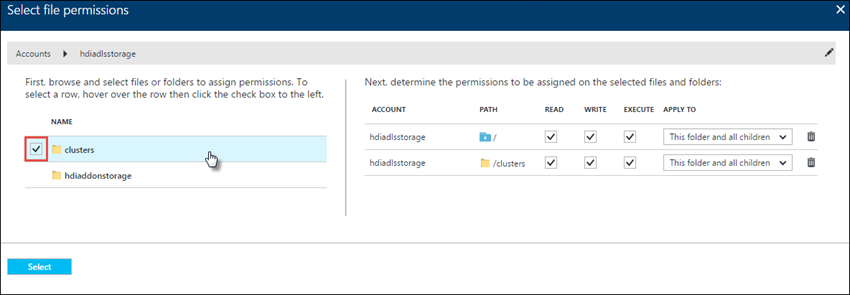 Select file permissions
Accounts hdiadlsstorage
First, browse and select files or folders to assign permissions. To
select a row, hover over the row then click the check box to the left.
NAME
clusters
hdiaddonstorage
Next, determine the permissions to be assigned on the selected files and folders:
ACCOUNT PATH READ WRITE EXECUTE APPLY TO
hdiadlsstorage / This folder and all children
hdiadlsstorage /clusters This folder and all children
Select